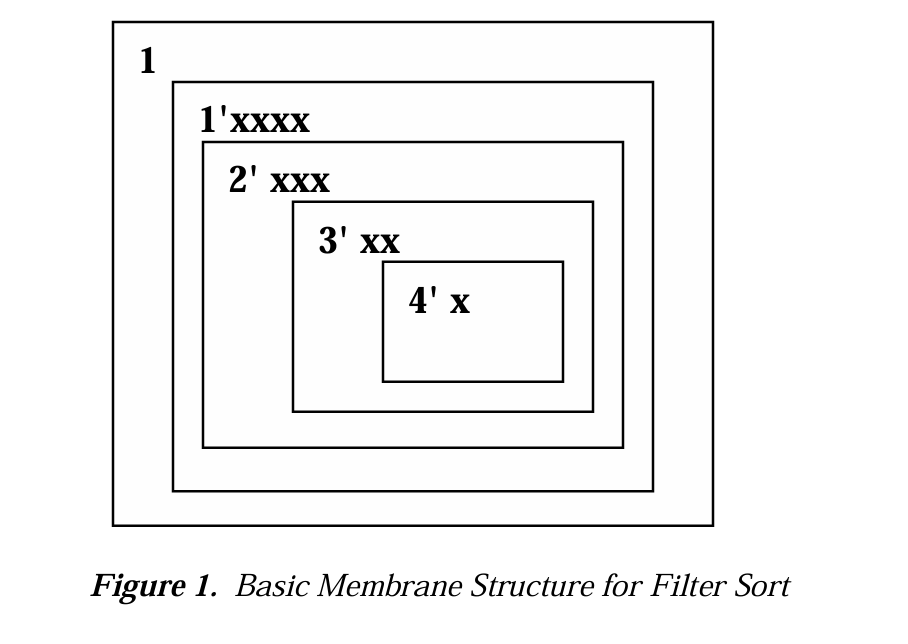 1
1'xxxx
2' xxx
3' xx
4' x
Figure 1. Basic Membrane Structure for Filter Sort